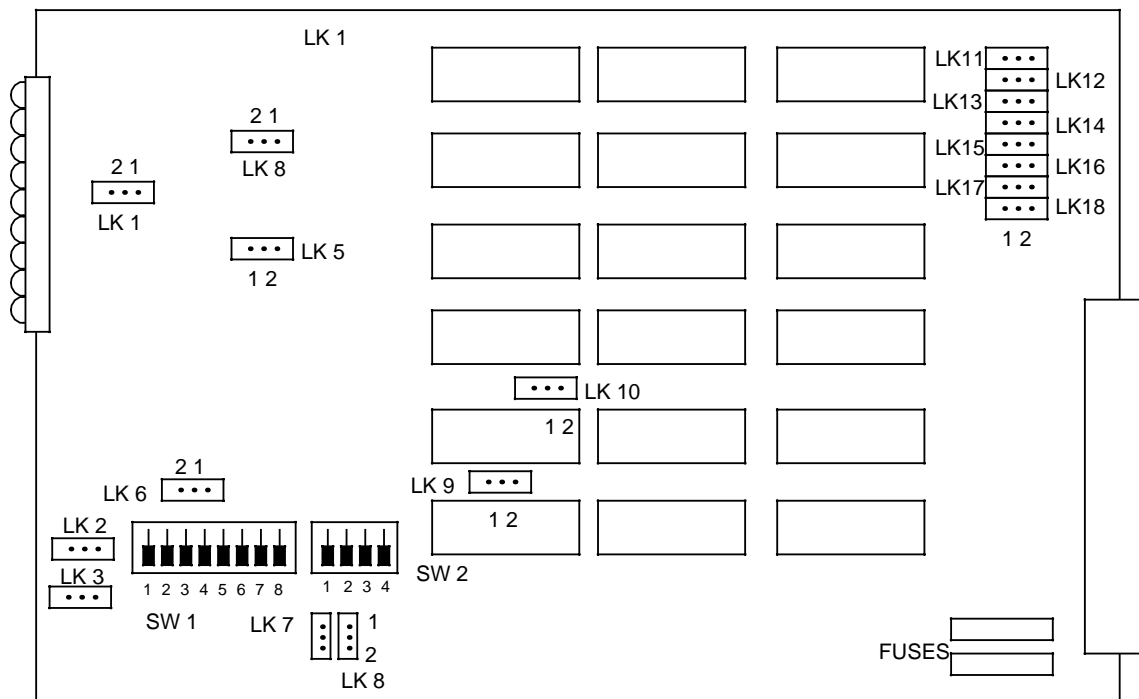 LK 1
2 1
LK 8
2 1
LK 1
LK 5
1 2
LK11
LK12
LK13
LK14
LK15
LK16
LK17
LK18
1 2
LK 10
1 2
2 1
LK 6
LK 9
1 2
LK 2
LK 3
1 2 3 4 5 6 7 8
SW 1
1 2 3 4
SW 2
LK 7
1
2
LK 8
FUSES